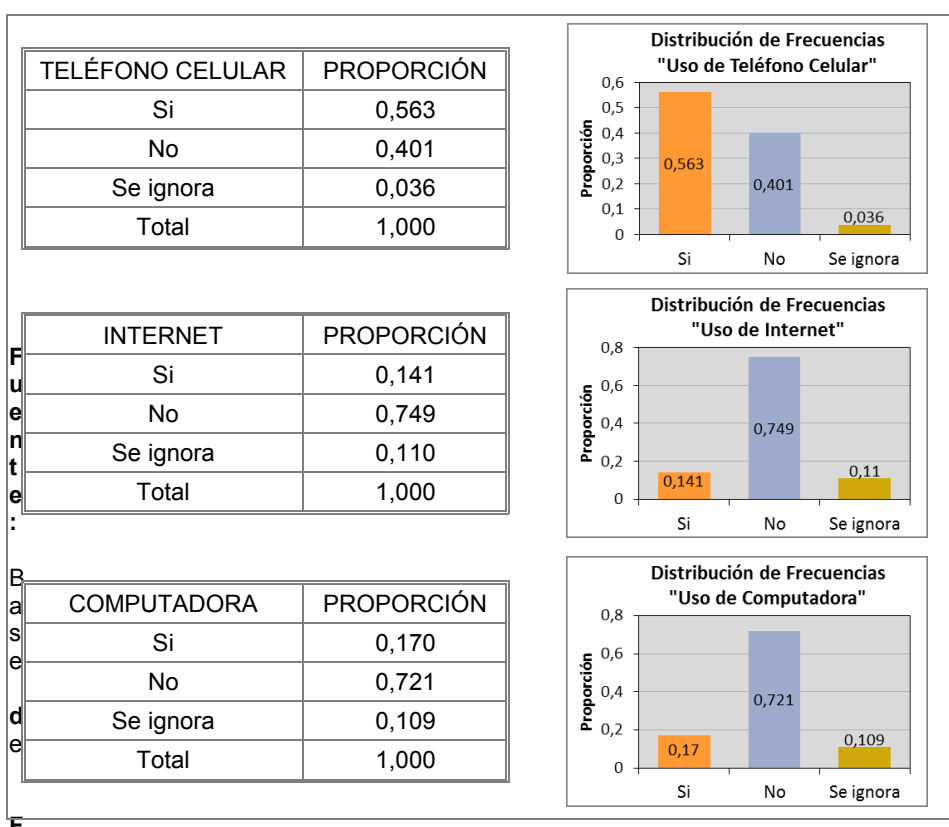 TELÉFONO CELULAR PROPORCIÓN
Si 0,563
No 0,401
Se ignora 0,036
Total 1,000
Distribución de Frecuencias
"Uso de Teléfono Celular"
Proporción
0,6
0,5
0,4
0,3
0,2
0,1
0
0,563
0,401
0,036
Si No Se ignora
INTERNET PROPORCIÓN
Si 0,141
No 0,749
Se ignora 0,110
Total 1,000
Distribución de Frecuencias
"Uso de Internet"
Proporción
0,8
0,6
0,4
0,2
0
0,141
0,749
0,11
Si No Se ignora
COMPUTADORA PROPORCIÓN
Si 0,170
No 0,721
Se ignora 0,109
Total 1,000
Distribución de Frecuencias
"Uso de Computadora"
Proporción
0,8
0,6
0,4
0,2
0
0,17
0,721
0,109
Si No Se ignora
F
u
e
n
t
e
:
B
a
s
e
d
e